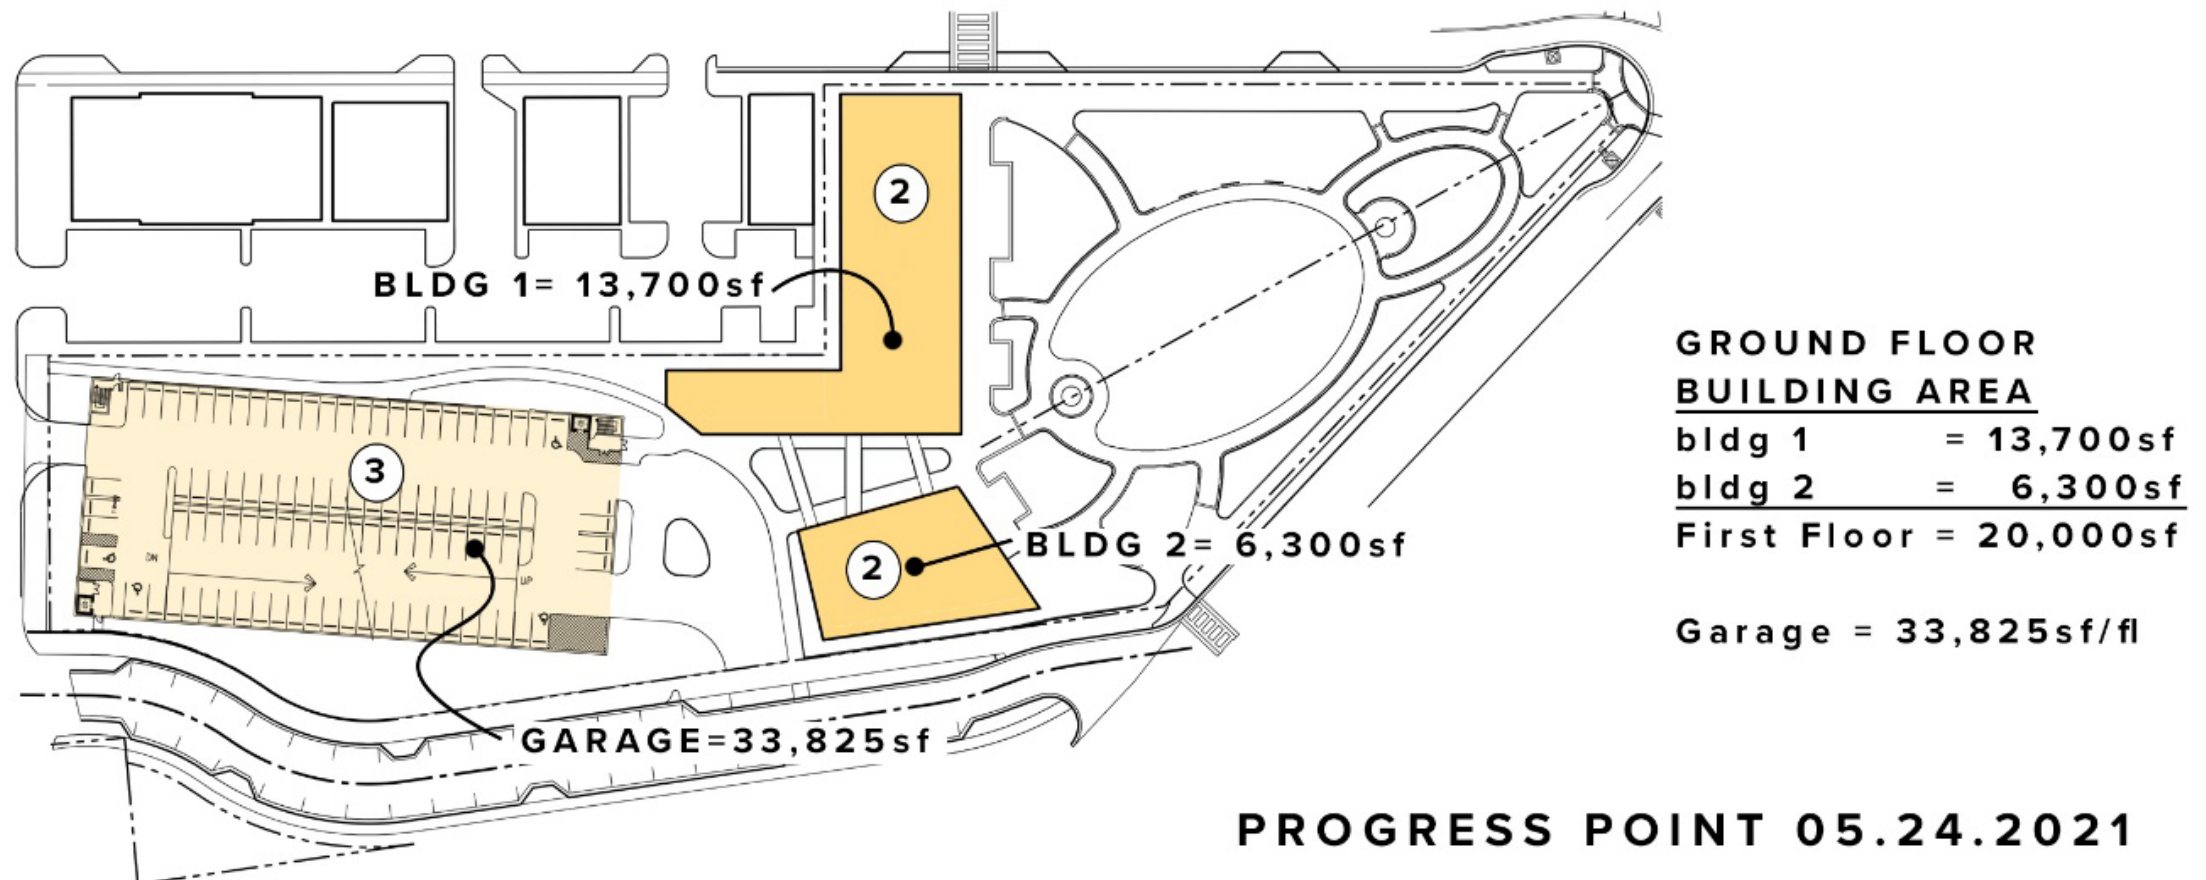 2
BLDG 1= 13,700sf
3
2
BLDG 2= 6,300sf
DN
UP
GARAGE=33,825sf
GROUND FLOOR
BUILDING AREA
bldg 1 = 13,700sf
bldg 2 = 6,300sf
First Floor = 20,000sf
Garage = 33,825sf/fl
PROGRESS POINT 05.24.2021